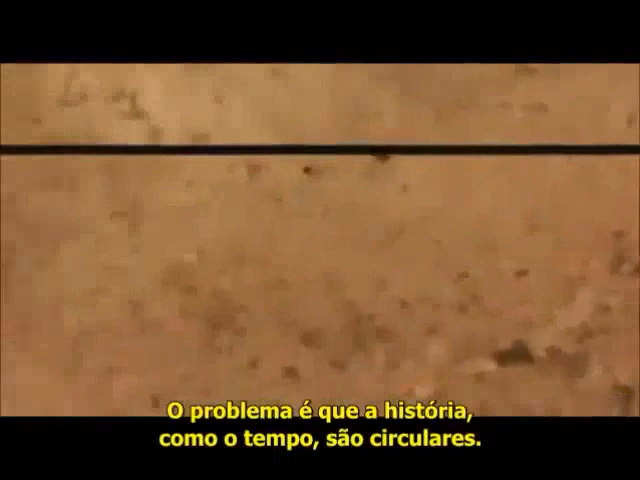 O problema é que a história,
como o tempo, são circulares.